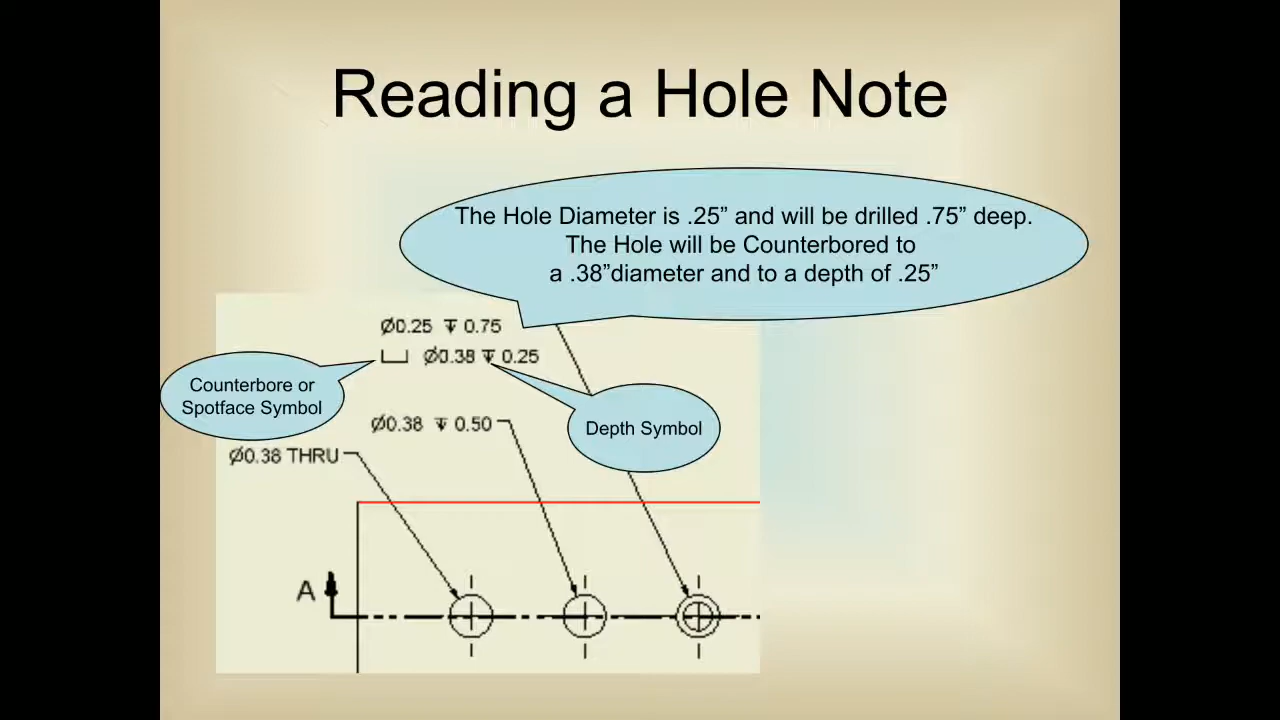 Reading a Hole Note
The Hole Diameter is .25” and will be drilled .75” deep.
The Hole will be Counterbored to
a .38”diameter and to a depth of .25”
Ø0.25 ↧ 0.75
⌴ Ø0.38 ↧ 0.25
Counterbore or
Spotface Symbol
Depth Symbol
Ø0.38 ↧ 0.50
Ø0.38 THRU
A